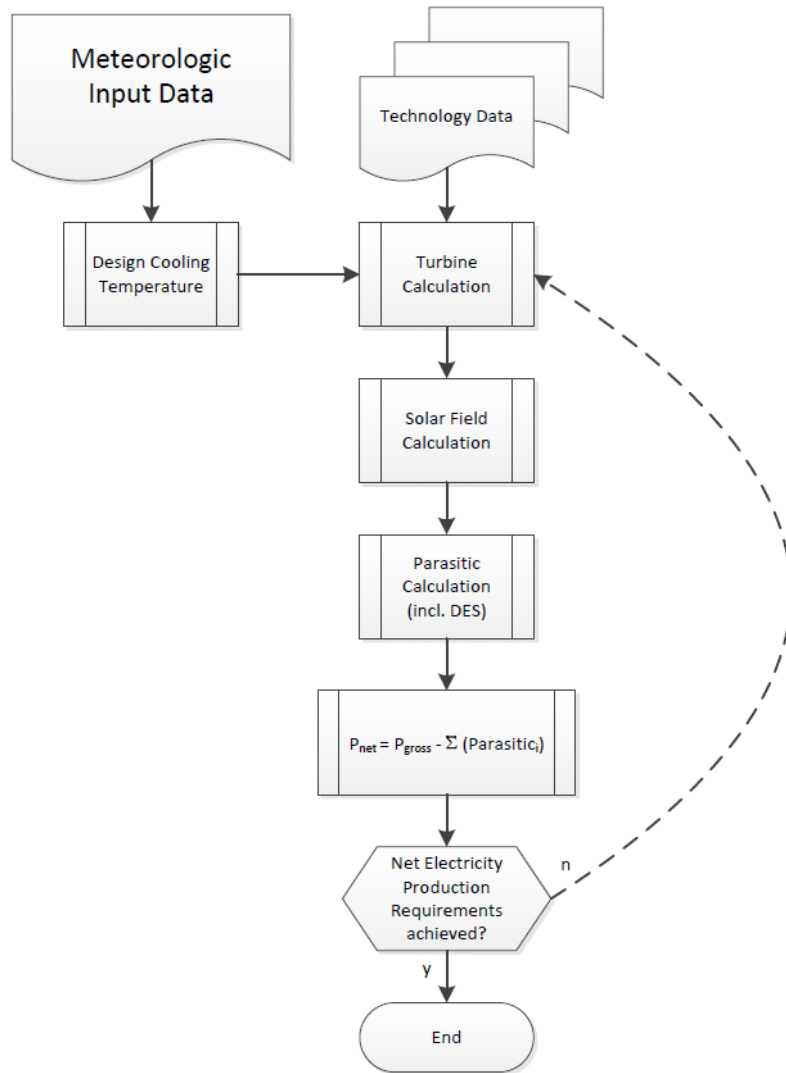 Meteorologic
Input Data
Technology Data
Design Cooling
Temperature
Turbine
Calculation
Solar Field
Calculation
Parasitic
Calculation
(incl. DES)
Pnet = Pgross - Σ (Parasitici)
Net Electricity
Production
Requirements
achieved?
n
y
End